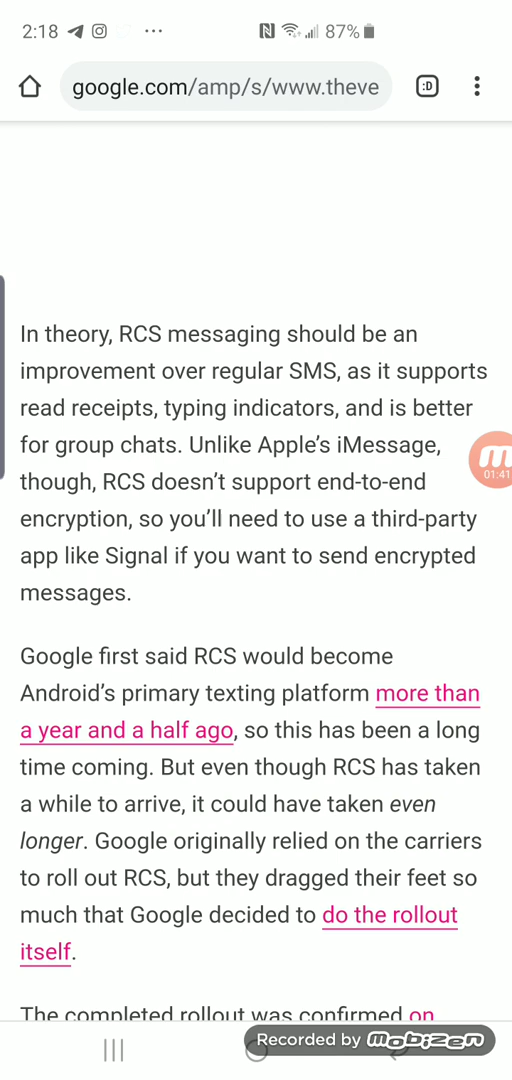 2:18 ... 87%
google.com/amp/s/www.theve :D
In theory, RCS messaging should be an
improvement over regular SMS, as it supports
read receipts, typing indicators, and is better
for group chats. Unlike Apple’s iMessage,
01:41
though, RCS doesn’t support end-to-end
encryption, so you’ll need to use a third-party
app like Signal if you want to send encrypted
messages.
Google first said RCS would become
Android’s primary texting platform more than
a year and a half ago, so this has been a long
time coming. But even though RCS has taken
a while to arrive, it could have taken even
longer. Google originally relied on the carriers
to roll out RCS, but they dragged their feet so
much that Google decided to do the rollout
itself.
The completed rollout was confirmed on
Recorded by mobizen